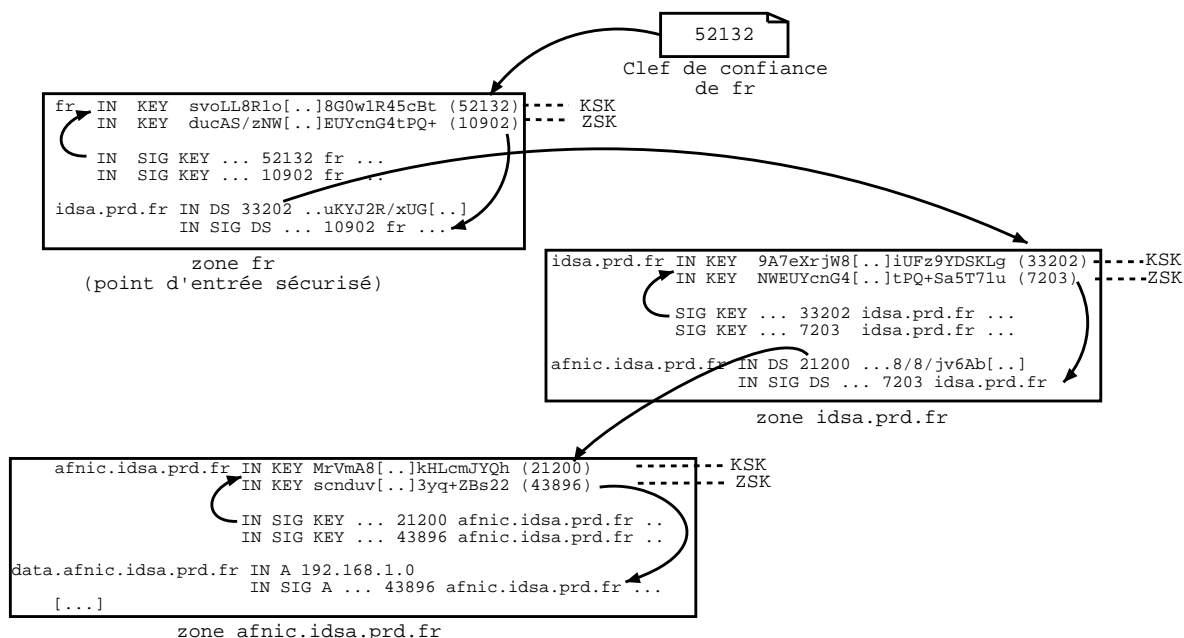 52132
Clef de confiance
de fr
fr IN KEY svoLL8R1o[..]8G0w1R45cBt (52132) KSK
IN KEY ducAS/zNW[..]EUYcnG4tPQ+ (10902) ZSK
IN SIG KEY ... 52132 fr ...
IN SIG KEY ... 10902 fr ...
idsa.prd.fr IN DS 33202 ..uKYJ2R/xUG[..]
IN SIG DS ... 10902 fr ...
zone fr
(point d'entrée sécurisé)
idsa.prd.fr IN KEY 9A7eXrjW8[..]iUFz9YDSKLg (33202) KSK
IN KEY NWEUYcnG4[..]tPQ+Sa5T71u (7203) ZSK
SIG KEY ... 33202 idsa.prd.fr ...
SIG KEY ... 7203 idsa.prd.fr ...
afnic.idsa.prd.fr IN DS 21200 ...8/8/jv6Ab[..]
IN SIG DS ... 7203 idsa.prd.fr
zone idsa.prd.fr
afnic.idsa.prd.fr IN KEY MrVmA8[..]kHLcmJYQh (21200) KSK
IN KEY scnduv[..]3yq+ZBs22 (43896) ZSK
IN SIG KEY ... 21200 afnic.idsa.prd.fr ..
IN SIG KEY ... 43896 afnic.idsa.prd.fr ..
data.afnic.idsa.prd.fr IN A 192.168.1.0
IN SIG A ... 43896 afnic.idsa.prd.fr ...
[...]
zone afnic.idsa.prd.fr